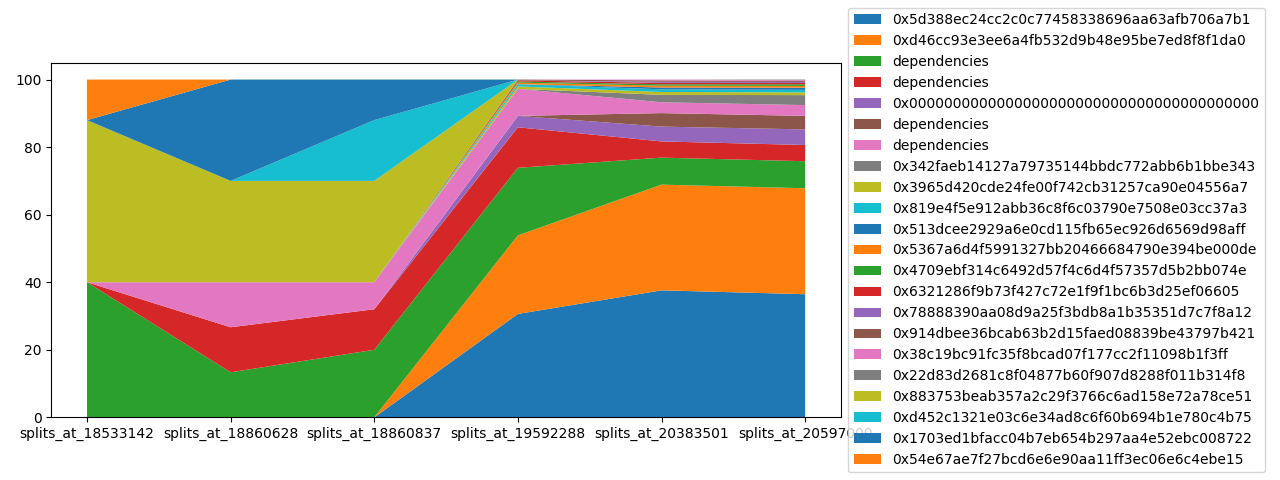 100
80
60
40
20
0
splits_at_18533142
splits_at_18860628
splits_at_18860837
splits_at_19592288
splits_at_20383501
splits_at_20597000
0x5d388ec24cc2c0c77458338696aa63afb706a7b1
0xd46cc93e3ee6a4fb532d9b48e95be7ed8f8f1da0
dependencies
dependencies
0x0000000000000000000000000000000000000000
dependencies
dependencies
0x342faeb14127a79735144bbdc772abb6b1bbe343
0x3965d420cde24fe00f742cb31257ca90e04556a7
0x819e4f5e912abb36c8f6c03790e7508e03cc37a3
0x513dcee2929a6e0cd115fb65ec926d6569d98aff
0x5367a6d4f5991327bb20466684790e394be000de
0x4709ebf314c6492d57f4c6d4f57357d5b2bb074e
0x6321286f9b73f427c72e1f9f1bc6b3d25ef06605
0x78888390aa08d9a25f3bdb8a1b35351d7c7f8a12
0x914dbee36bcab63b2d15faed08839be43797b421
0x38c19bc91fc35f8bcad07f177cc2f11098b1f3ff
0x22d83d2681c8f04877b60f907d8288f011b314f8
0x883753beab357a2c29f3766c6ad158e72a78ce51
0xd452c1321e03c6e34ad8c6f60b694b1e780c4b75
0x1703ed1bfacc04b7eb654b297aa4e52ebc008722
0x54e67ae7f27bcd6e6e90aa11ff3ec06e6c4ebe15